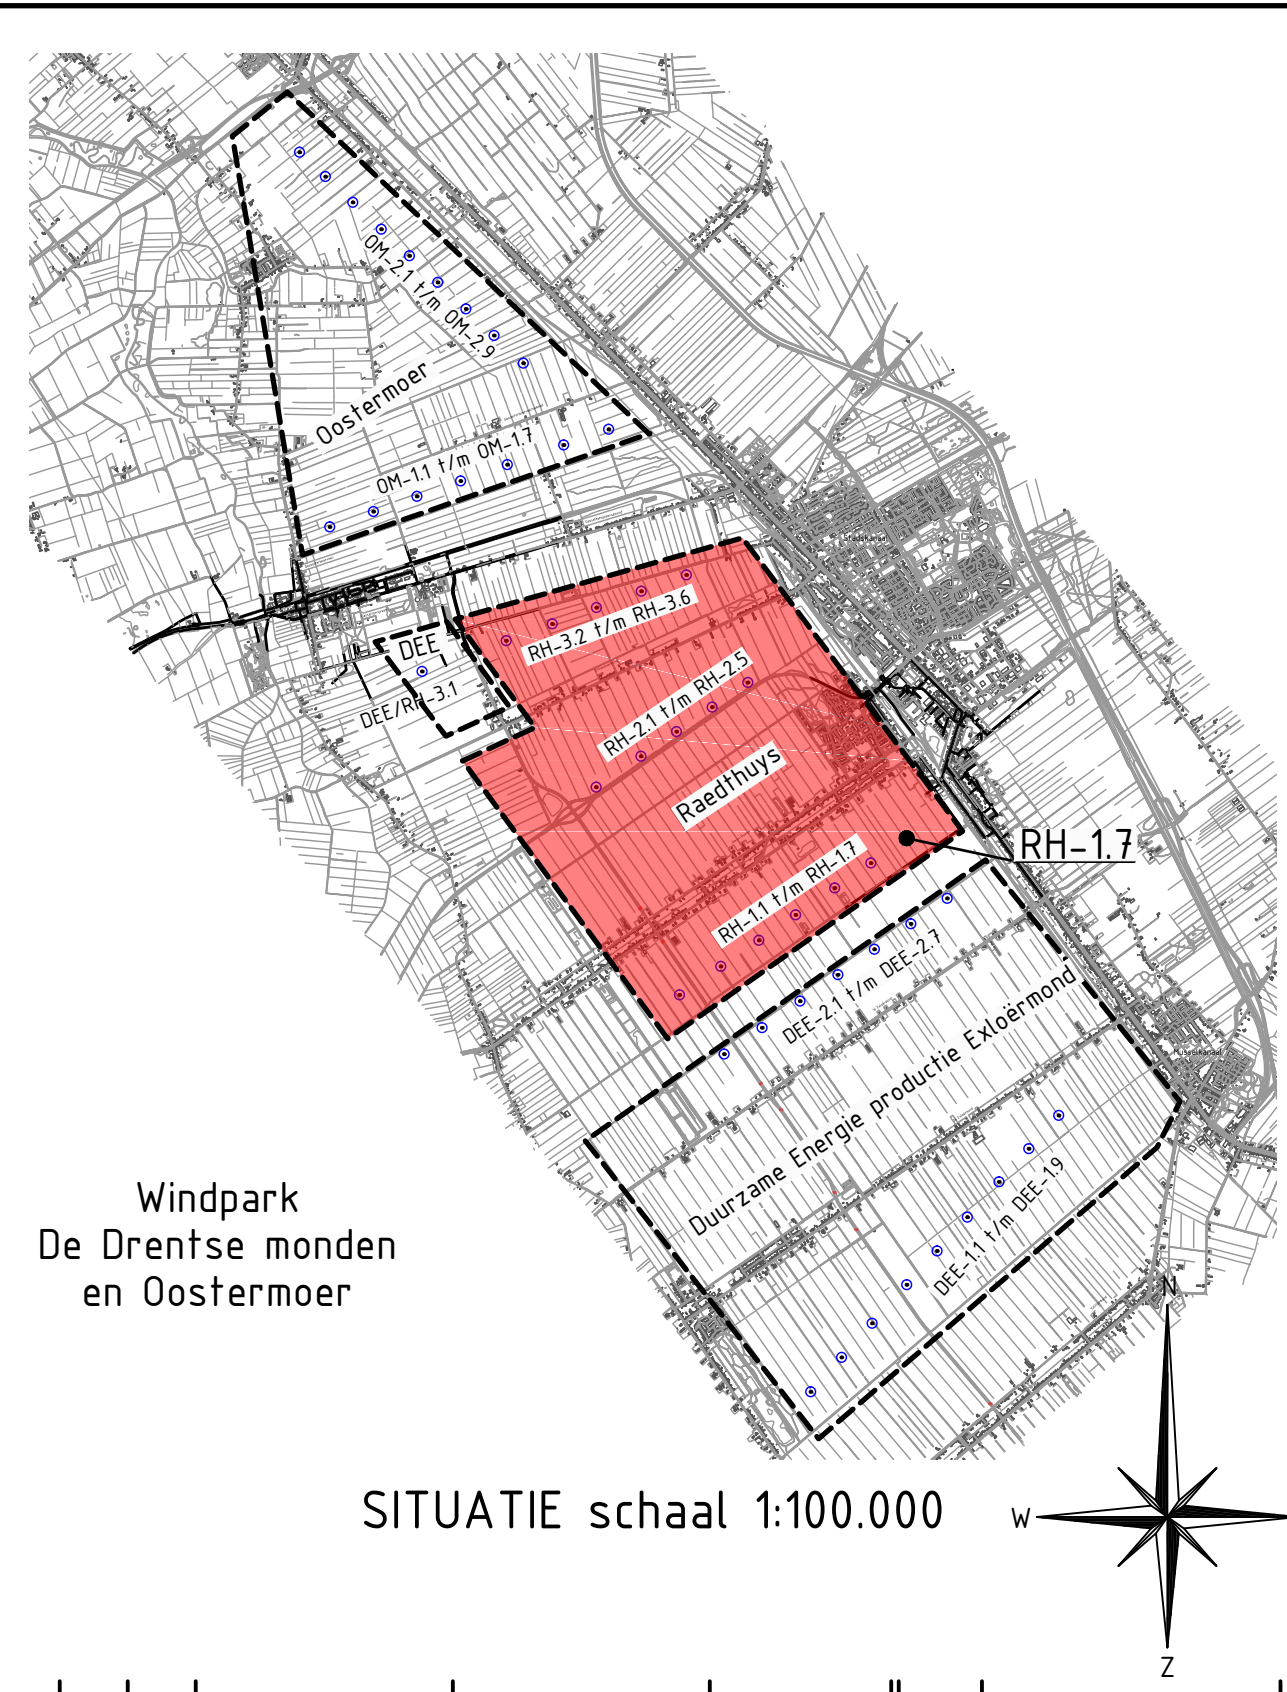 OM-2.1 t/m OM-2.9
Oostermoer
OM-1.1 t/m OM-1.7
Stadskanaal
RH-3.2 t/m RH-3.6
DEE
DEE/RH-3.1
RH-2.1 t/m RH-2.5
Raedthuys
RH-1.7
RH-1.1 t/m RH-1.7
DEE-2.1 t/m DEE-2.7
Duurzame Energie productie Exloërmond
Musselkanaal
DEE-1.1 t/m DEE-1.9
Windpark
De Drentse monden
en Oostermoer
N
SITUATIE schaal 1:100.000
W
Z